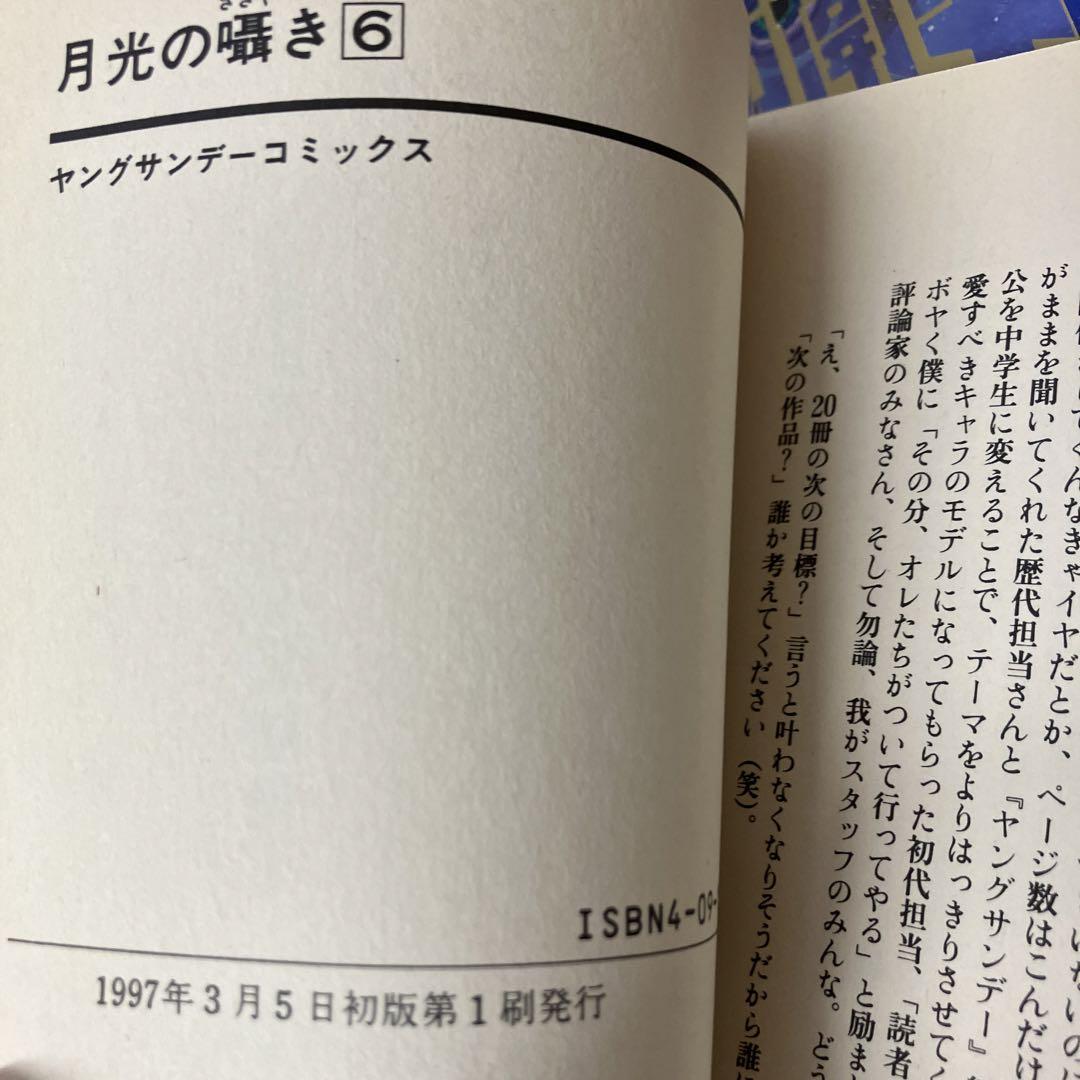 ささや
月光の囁き 6
ヤングサンデーコミックス
ISBN4-09-
1997年3月5日初版第1刷発行
がままを聞いてくれた歴代担当さんと『ヤングサンデー』
公を中学生に変えることで、テーマをよりはっきりさせてく
愛すべきキャラのモデルになってもらった初代担当、「読者
ボヤく僕に「その分、オレたちがついて行ってやる」と励まし
評論家のみなさん、そして勿論、我がスタッフのみんな。どう
「え、20冊の次の目標？」言うと叶わなくなりそうだから誰に
「次の作品？」誰か考えてください（笑）。